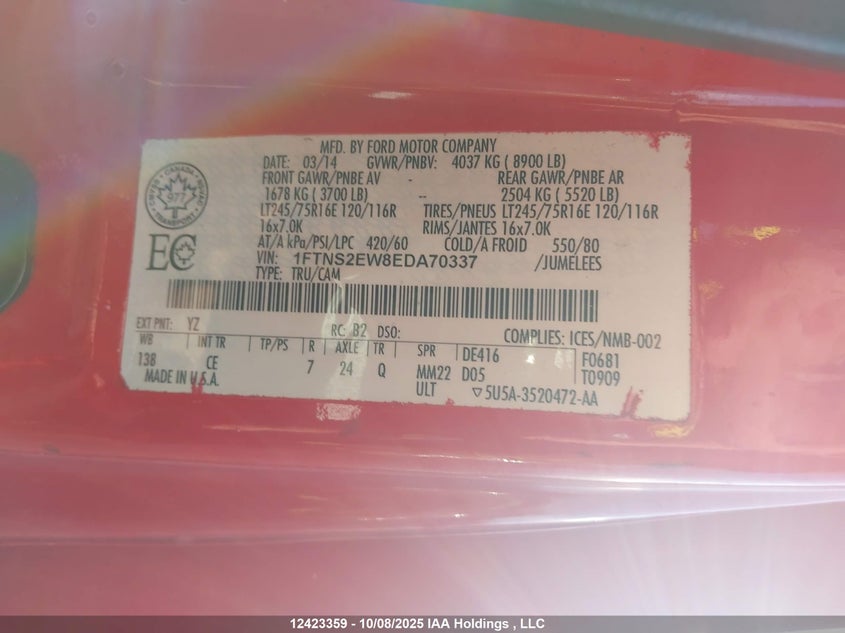 MFD. BY FORD MOTOR COMPANY
DATE: 03/14 GVWR/PNBV: 4037 KG ( 8900 LB)
FRONT GAWR/PNBE AV - REAR GAWR/PNBE AR
1678 KG ( 3700 LB) -- 2504 KG ( 5520 LB)
LT245/75R16E 120/116R TIRES/PNEUS LT245/75R16E 120/116R
16x7.0K RIMS/JANTES 16x7.0K
AT/A kPa/PSI/LPC 420/60 COLD/A FROID 550/80
VIN: 1FTNS2EW8EDA70337 /JUMELEES
TYPE: TRU/CAM
CANADA
977
TRANSPORT
EC
EXT PNT: YZ RC: B2 DSO: COMPLIES: ICES/NMB-002
WB INT TR TP/PS R AXLE TR SPR DE416 F0681
138 CE 7 24 Q MM22 D05 T0909
MADE IN U.S.A. ULT ▽5U5A-3520472-AA
12423359 - 10/08/2025 IAA Holdings , LLC